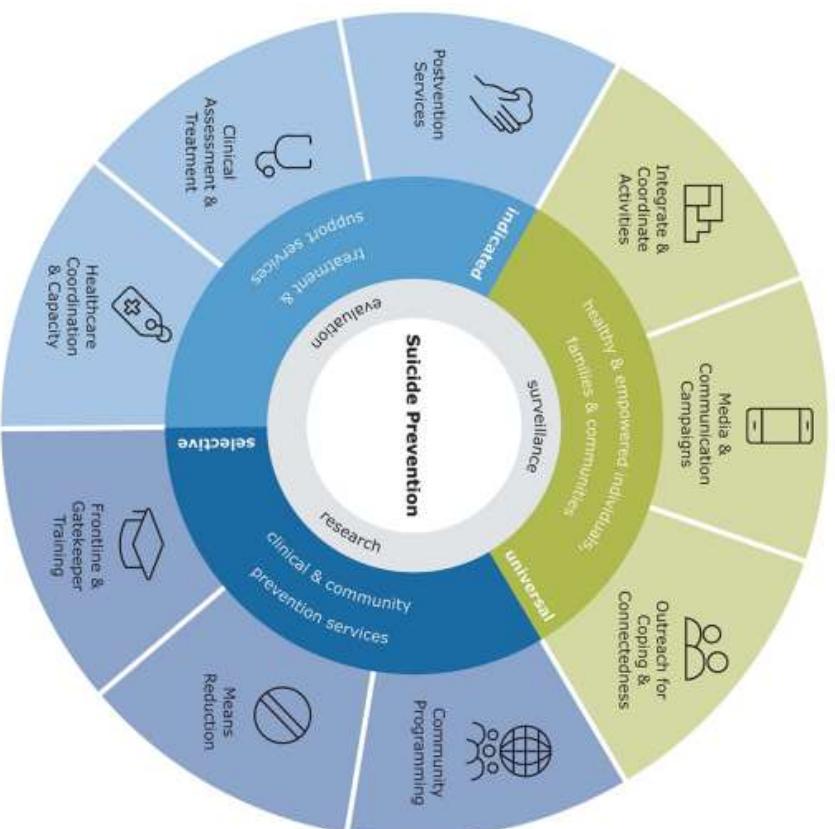 Integrate &
Coordinate
Activities
Media &
Communication
Campaigns
Outreach for
Coping &
Connectedness
Community
Programming
Means
Reduction
Frontline &
Gatekeeper
Training
Healthcare
Coordination
& Capacity
Clinical
Assessment &
Treatment
Postvention
Services
universal
healthy & empowered individuals,
families & communities
selective
clinical & community
prevention services
indicated
treatment &
support services
surveillance
research
evaluation
Suicide Prevention